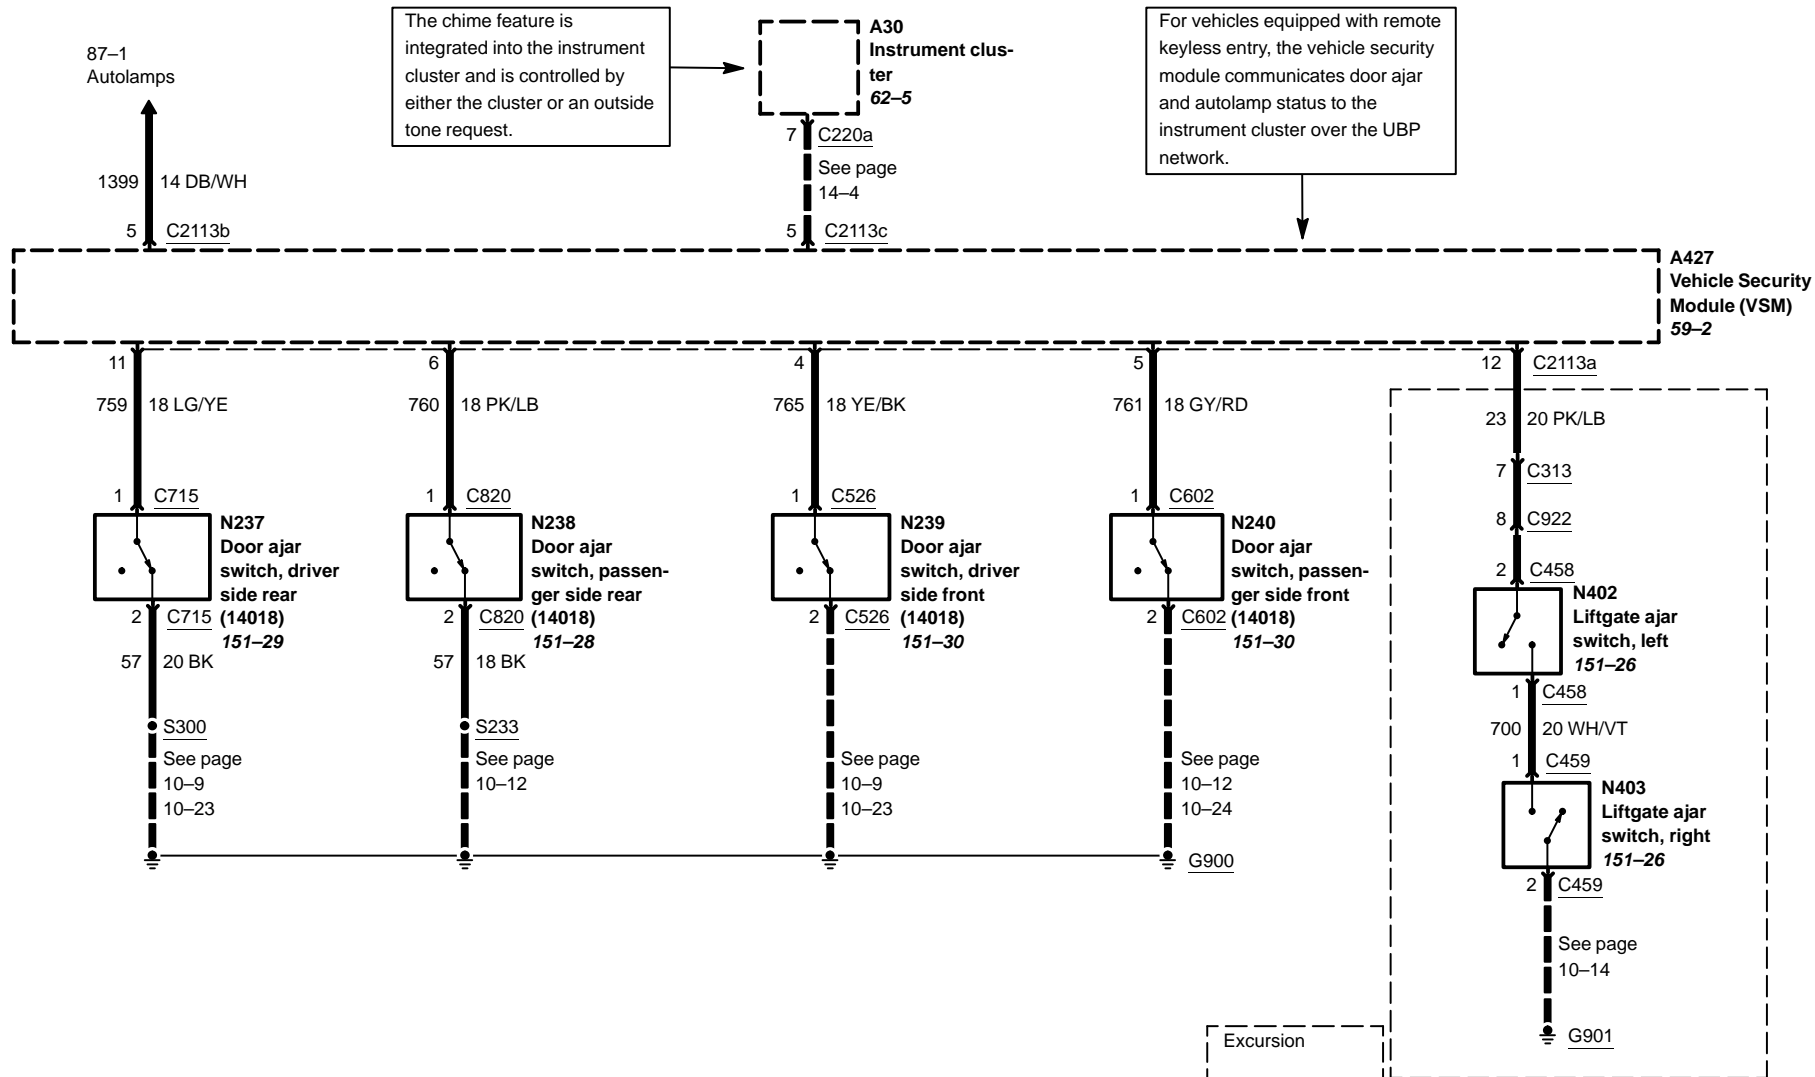 The chime feature is
integrated into the instrument
cluster and is controlled by
either the cluster or an outside
tone request.
A30
Instrument clus-
ter
62–5
For vehicles equipped with remote
keyless entry, the vehicle security
module communicates door ajar
and autolamp status to the
instrument cluster over the UBP
network.
87–1
Autolamps
7 C220a
See page
14–4
1399 14 DB/WH
5 C2113b
5 C2113c
A427
Vehicle Security
Module (VSM)
59–2
11
6
4
5
12 C2113a
759 18 LG/YE
760 18 PK/LB
765 18 YE/BK
761 18 GY/RD
23 20 PK/LB
7 C313
8 C922
1 C715
1 C820
1 C526
1 C602
N237
Door ajar
switch, driver
side rear
(14018)
151–29
2 C715
57 20 BK
S300
See page
10–9
10–23
N238
Door ajar
switch, passen-
ger side rear
(14018)
151–28
2 C820
57 18 BK
S233
See page
10–12
N239
Door ajar
switch, driver
side front
(14018)
151–30
2 C526
See page
10–9
10–23
N240
Door ajar
switch, passen-
ger side front
(14018)
151–30
2 C602
See page
10–12
10–24
G900
2 C458
N402
Liftgate ajar
switch, left
151–26
1 C458
700 20 WH/VT
1 C459
N403
Liftgate ajar
switch, right
151–26
2 C459
See page
10–14
G901
Excursion